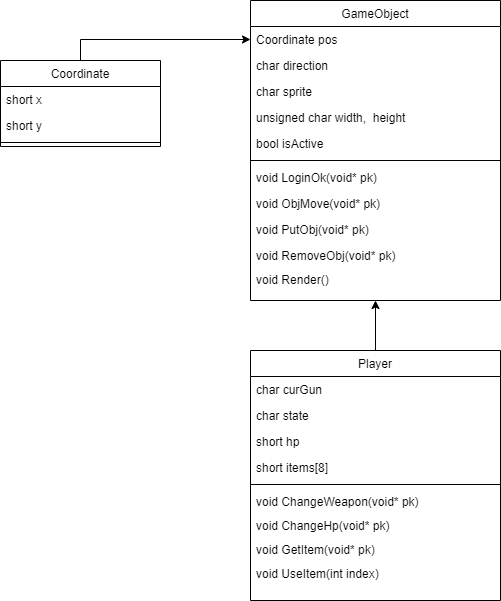 GameObject
Coordinate pos
char direction
char sprite
unsigned char width,  height
bool isActive
void LoginOk(void* pk)
void ObjMove(void* pk)
void PutObj(void* pk)
void RemoveObj(void* pk)
void Render()
Coordinate
short x
short y
Player
char curGun
char state
short hp
short items[8]
void ChangeWeapon(void* pk)
void ChangeHp(void* pk)
void GetItem(void* pk)
void UseItem(int index)